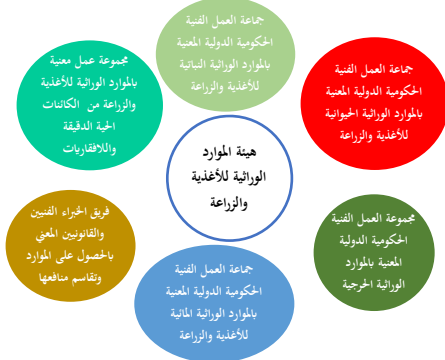 جماعة العمل الفنية
الحكومية الدولية المعنية
بالموارد الوراثية النباتية
للأغذية والزراعة
جماعة العمل الفنية
الحكومية الدولية المعنية
بالموارد الوراثية الحيوانية
للأغذية والزراعة
مجموعة عمل معنية
بالموارد الوراثية للأغذية
والزراعة من الكائنات
الحية الدقيقة
واللافقاريات
هيئة الموارد
الوراثية للأغذية
والزراعة
مجموعة العمل الفنية
الحكومية الدولية
المعنية بالموارد
الوراثية الحرجية
فريق الخبراء الفنيين
والقانونيين المعني
بالحصول على الموارد
وتقاسم منافعها
جماعة العمل الفنية
الحكومية الدولية المعنية
بالموارد الوراثية المائية
للأغذية والزراعة